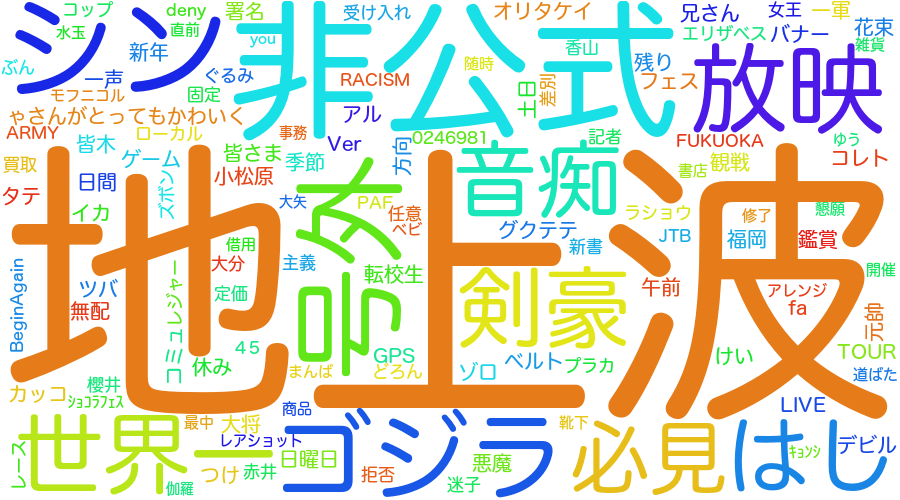 シン
非公式
放映
地上波
号外
音痴
剣豪
世界一
ゴジラ
必見
はし
コップ
deny
署名
受け入れ
オリタケイ
兄さん
女王
一軍
水玉
直前
you
エリザベス
バナー
花束
新年
香山
残り
雑貨
ぶん
一声
ぐるみ
RACISM
随時
土日
差別
フェス
モフニコル
固定
アル
ゃさんがとってもかわいく
ARMY
皆木
ローカル
事務
Ver
0246981
記者
FUKUOKA
ゆう
買取
ゲーム
皆さま
季節
方向
書店
観戦
コレト
日間
ズボン
小松原
タテ
イカ
大矢
PAF
任意
ベビ
ラショウ
修了
懇願
グクテテ
新書
JTB
福岡
鑑賞
借用
主義
BeginAgain
ツバ
コミュレジャー
大分
転校生
午前
開催
無配
定価
アレンジ
fa
元帥
45
GPS
ベルト
プラカ
けい
TOUR
休み
まんば
どろん
ゾロ
道ばた
カッコ
櫻井
ｼｮｺﾗﾌｪｽ
最中
大将
商品
靴下
LIVE
レアショット
ｷｮﾝｼ
デビル
レース
つけ
赤井
日曜日
拒否
悪魔
迷子
伽羅